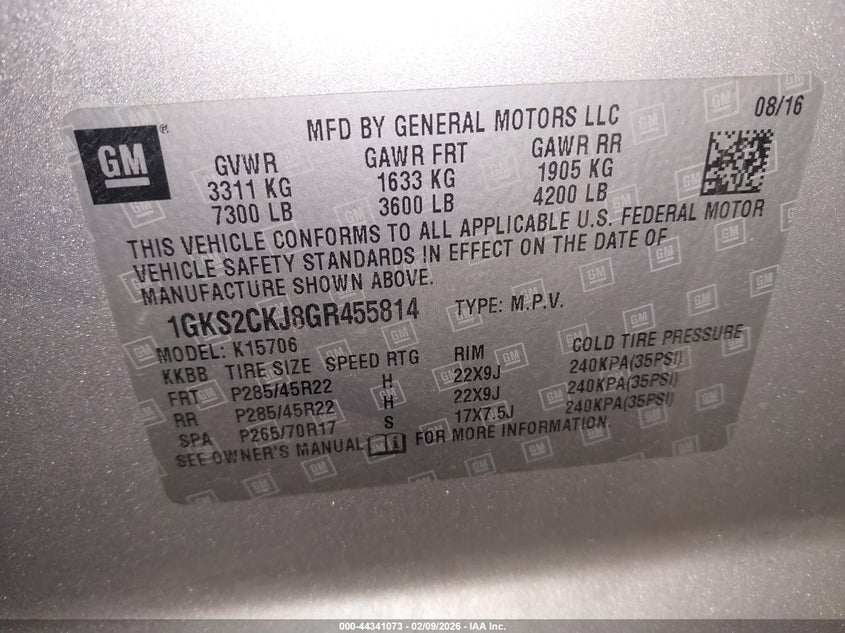 GM ®
MFD BY GENERAL MOTORS LLC
08/16
GVWR GAWR FRT GAWR RR
3311 KG 1633 KG 1905 KG
7300 LB 3600 LB 4200 LB
THIS VEHICLE CONFORMS TO ALL APPLICABLE U.S. FEDERAL MOTOR
VEHICLE SAFETY STANDARDS IN EFFECT ON THE DATE OF
MANUFACTURE SHOWN ABOVE.
1GKS2CKJ8GR455814 TYPE: M.P.V.
MODEL: K15706
KKBB TIRE SIZE SPEED RTG RIM COLD TIRE PRESSURE
FRT P285/45R22 H 22X9J 240KPA(35PSI)
RR P285/45R22 H 22X9J 240KPA(35PSI)
SPA P265/70R17 S 17X7.5J 240KPA(35PSI)
SEE OWNER'S MANUAL FOR MORE INFORMATION.
000-44341073 - 02/09/2026 - IAA Inc.